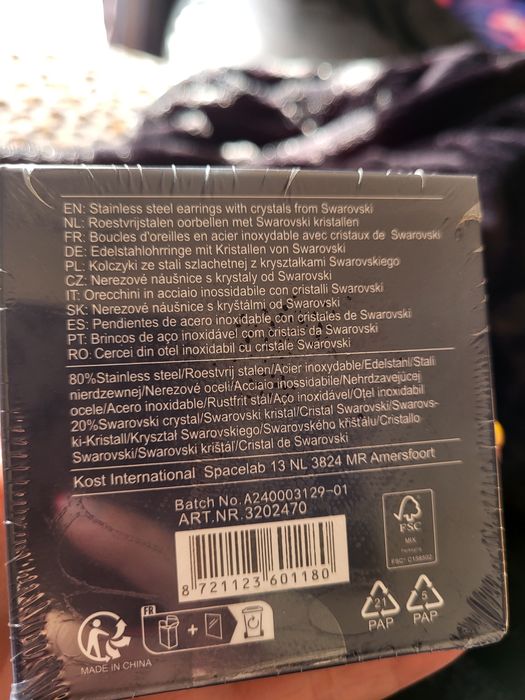 EN: Stainless steel earrings with crystals from Swarovski
NL: Roestvrijstalen oorbellen met Swarovski kristallen
FR: Boucles d'oreilles en acier inoxydable avec cristaux de Swarovski
DE: Edelstahlohrringe mit Kristallen von Swarovski
PL: Kolczyki ze stali szlachetnej z kryształkami Swarovskiego
CZ: Nerezové náušnice s krystaly od Swarovski
IT: Orecchini in acciaio inossidabile con cristalli Swarovski
SK: Nerezové náušnice s kryštálmi od Swarovski
ES: Pendientes de acero inoxidable con cristales de Swarovski
PT: Brincos de aço inoxidável com cristais da Swarovski
RO: Cercei din otel inoxidabil cu cristale Swarovski
80%Stainless steel/Roestvrij stalen/Acier inoxydable/Edelstahl/Stali
nierdzewnej/Nerezové oceli/Acciaio inossidabile/Nehrdzavejúcej
ocele/Acero inoxidable/Rustfrit stål/Aço inoxidável/Oțel inoxidabil
20%Swarovski crystal/Swarovski kristal/Cristal Swarovski/Swarovs-
ki-Kristall/Kryształ Swarovskiego/Swarovského křištálu/Cristallo
Swarovski/Swarovski krištáľ/Cristal de Swarovski
Kost International Spacelab 13 NL 3824 MR Amersfoort
Batch No.A240003129-01
ART.NR.3202470
8 721123 601180
FSC
MIX
FR
MADE IN CHINA
21
PAP
5
PAP